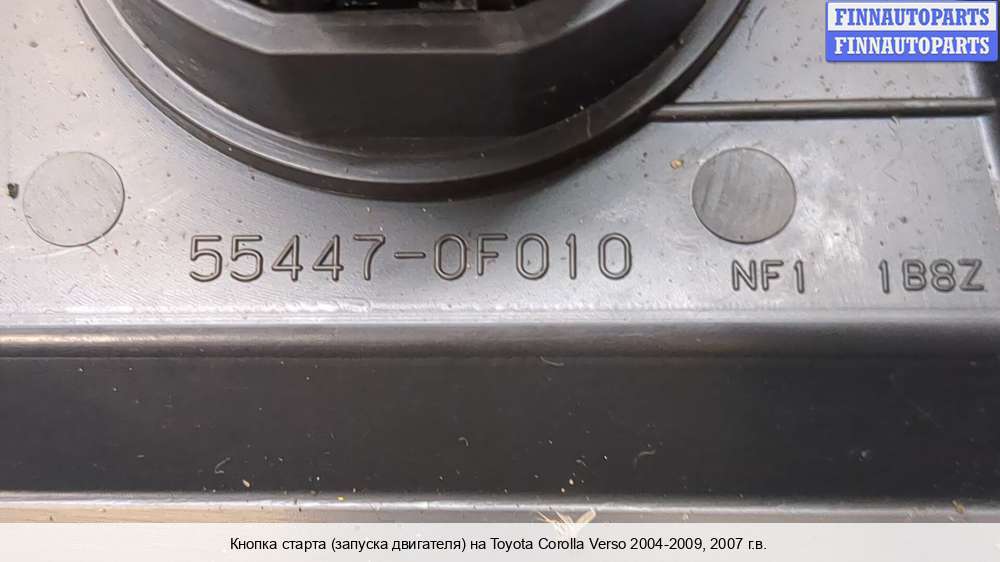 FINNAUTOPARTS
FINNAUTOPARTS
55447-0F010
NF1 1B8Z
Кнопка старта (запуска двигателя) на Toyota Corolla Verso 2004-2009, 2007 г.в.